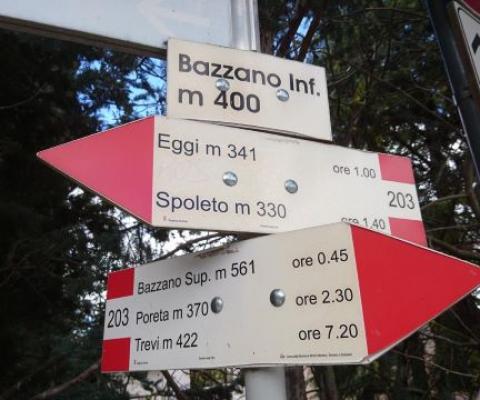 Bazzano Inf.
m 400
Eggi m 341 ore 1.00
203
Spoleto m 330 ore 1.40
Bazzano Sup. m 561 ore 0.45
203 Poreta m 370 ore 2.30
Trevi m 422 ore 7.20